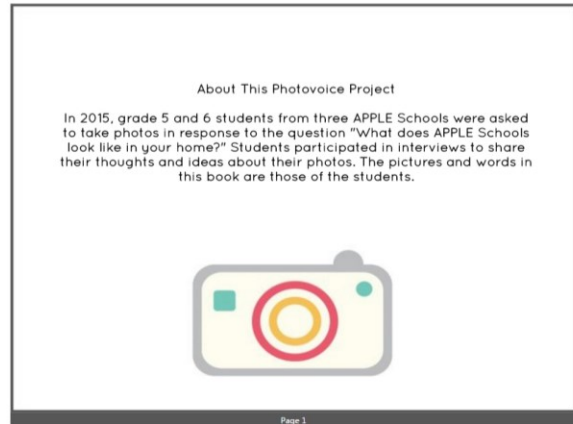 About This Photovoice Project
In 2015, grade 5 and 6 students from three APPLE Schools were asked
to take photos in response to the question "What does APPLE Schools
look like in your home?" Students participated in interviews to share
their thoughts and ideas about their photos. The pictures and words in
this book are those of the students.
Page 1